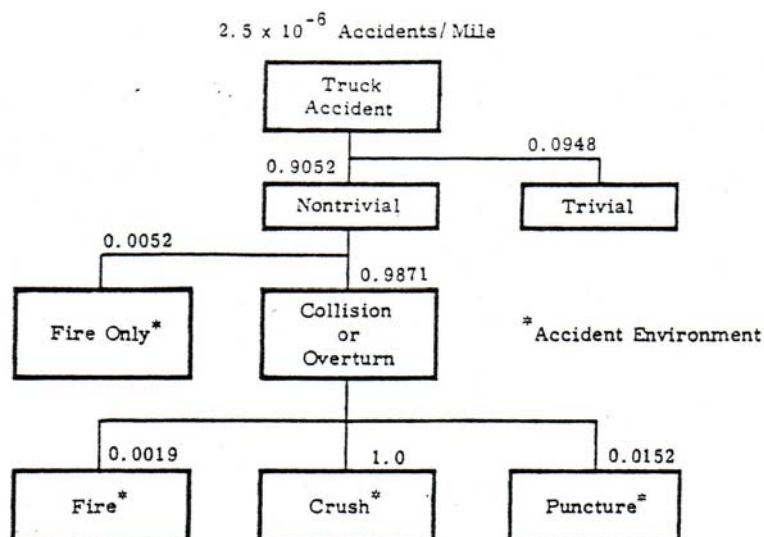 2.5 x 10⁻⁶ Accidents/Mile
Truck
Accident
0.9052
0.0948
Nontrivial
Trivial
0.0052
0.9871
Fire Only*
Collision
or
Overturn
*Accident Environment
0.0019
1.0
0.0152
Fire*
Crush*
Puncture*